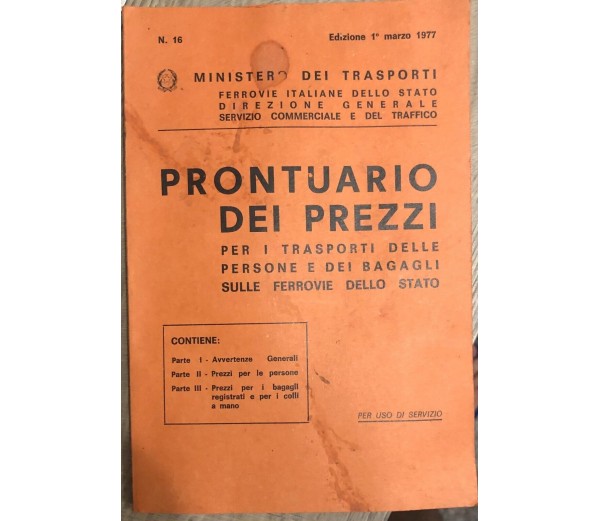 N. 16
Edizione 1° marzo 1977
MINISTERO DEI TRASPORTI
FERROVIE ITALIANE DELLO STATO
DIREZIONE GENERALE
SERVIZIO COMMERCIALE E DEL TRAFFICO
PRONTUARIO
DEI PREZZI
PER I TRASPORTI DELLE
PERSONE E DEI BAGAGLI
SULLE FERROVIE DELLO STATO
CONTIENE:
Parte I - Avvertenze Generali
Parte II - Prezzi per le persone
Parte III - Prezzi per i bagagli
registrati e per i colli
a mano
PER USO DI SERVIZIO